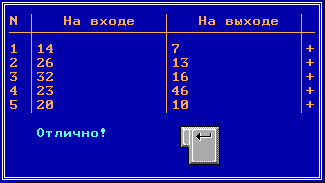 N На входе На выходе
1 14 7 +
2 26 13 +
3 32 16 +
4 23 46 +
5 20 10 +
Отлично!